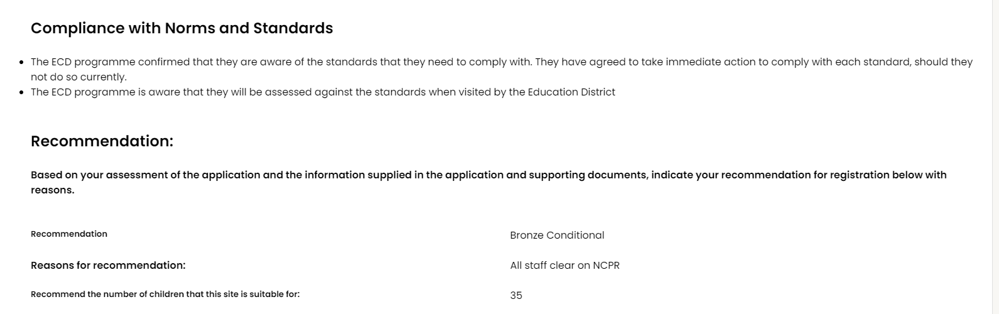 Compliance with Norms and Standards
• The ECD programme confirmed that they are aware of the standards that they need to comply with. They have agreed to take immediate action to comply with each standard, should they
not do so currently.
• The ECD programme is aware that they will be assessed against the standards when visited by the Education District
Recommendation:
Based on your assessment of the application and the information supplied in the application and supporting documents, indicate your recommendation for registration below with
reasons.
Recommendation Bronze Conditional
Reasons for recommendation: All staff clear on NCPR
Recommend the number of children that this site is suitable for: 35